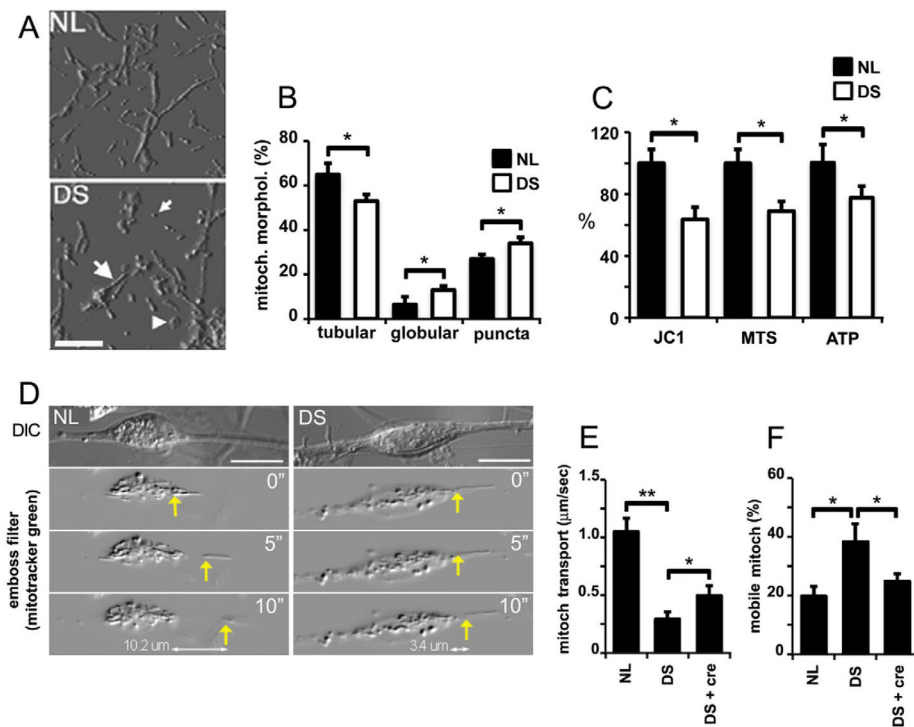 A
NL
DS
B
mitoch. morphol. (%)
80
60
40
20
0
*
*
*
NL
DS
tubular
globular
puncta
C
NL
DS
%
120
80
60
40
20
0
*
*
*
JC1
MTS
ATP
D
NL
DS
DIC
emboss filter
(mitotracker green)
0”
5”
10”
10.2 um
0”
5”
10”
3.4 um
E
mitoch transport (µm/sec)
1.5
1.0
0.5
0
**
*
NL
DS
DS + cre
F
mobile mitoch (%)
60
40
20
0
*
*
NL
DS
DS + cre